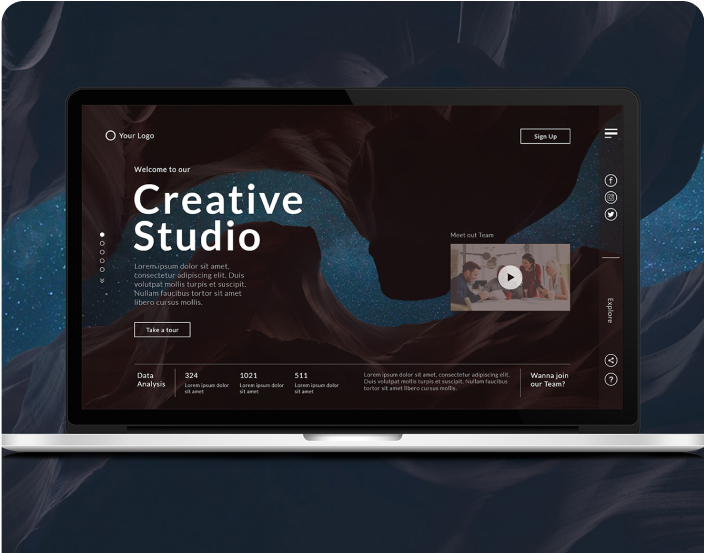 Your Logo
Sign Up
Welcome to our
Creative
Studio
Lorem ipsum dolor sit amet,
consectetur adipiscing elit. Duis
volutpat mollis turpis et suscipit.
Nullam faucibus tortor sit amet
libero cursus mollis.
Take a tour
Meet out Team
Explore
Data
Analysis
324
Lorem ipsum dolor
sit amet
1021
Lorem ipsum dolor
sit amet
511
Lorem ipsum dolor
sit amet
Lorem ipsum dolor sit amet, consectetur adipiscing elit.
Duis volutpat mollis turpis et suscipit. Nullam faucibus
tortor sit amet libero cursus mollis.
Wanna join
our Team?
?